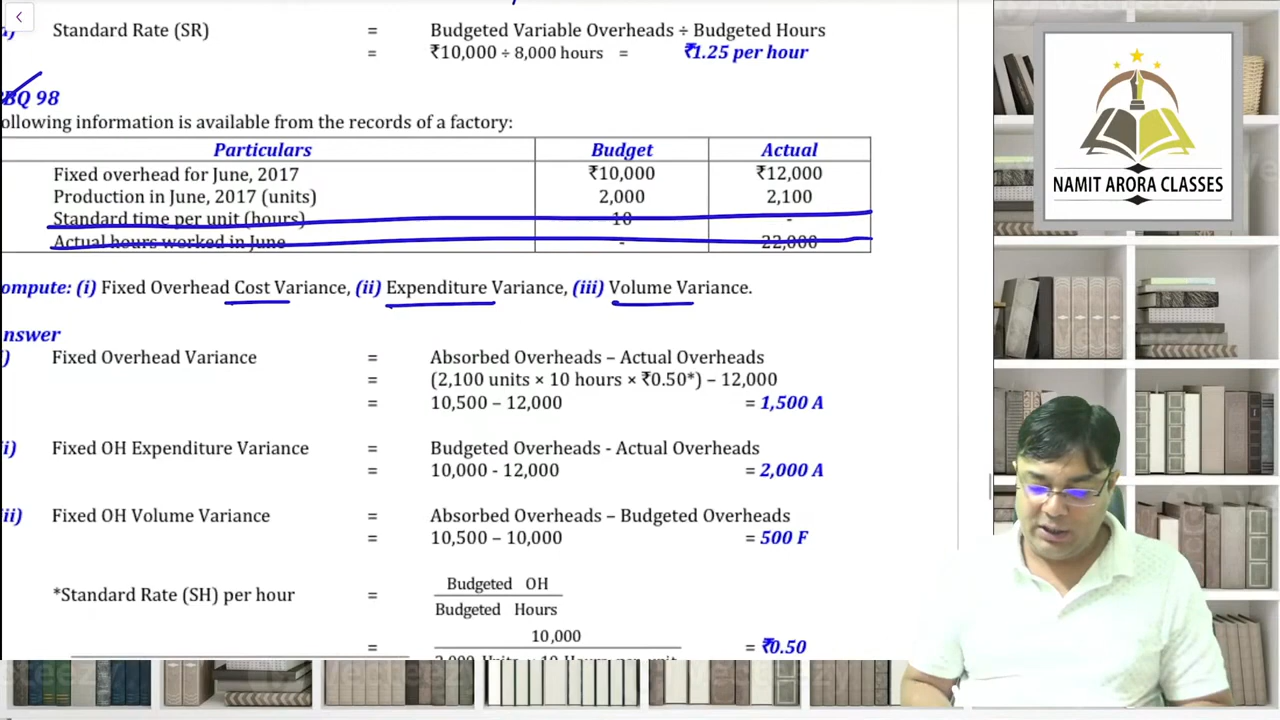 Standard Rate (SR) = Budgeted Variable Overheads ÷ Budgeted Hours
= ₹10,000 ÷ 8,000 hours = ₹1.25 per hour
BQ 98
ollowing information is available from the records of a factory:
Particulars Budget Actual
Fixed overhead for June, 2017 ₹10,000 ₹12,000
Production in June, 2017 (units) 2,000 2,100
Standard time per unit (hours) 10 -
Actual hours worked in June - 22,000
ompute: (i) Fixed Overhead Cost Variance, (ii) Expenditure Variance, (iii) Volume Variance.
nswer
) Fixed Overhead Variance = Absorbed Overheads – Actual Overheads
= (2,100 units × 10 hours × ₹0.50*) – 12,000
= 10,500 – 12,000 = 1,500 A
i) Fixed OH Expenditure Variance = Budgeted Overheads - Actual Overheads
= 10,000 - 12,000 = 2,000 A
ii) Fixed OH Volume Variance = Absorbed Overheads – Budgeted Overheads
= 10,500 – 10,000 = 500 F
*Standard Rate (SH) per hour = Budgeted OH
Budgeted Hours
= 10,000 = ₹0.50
NAMIT ARORA CLASSES